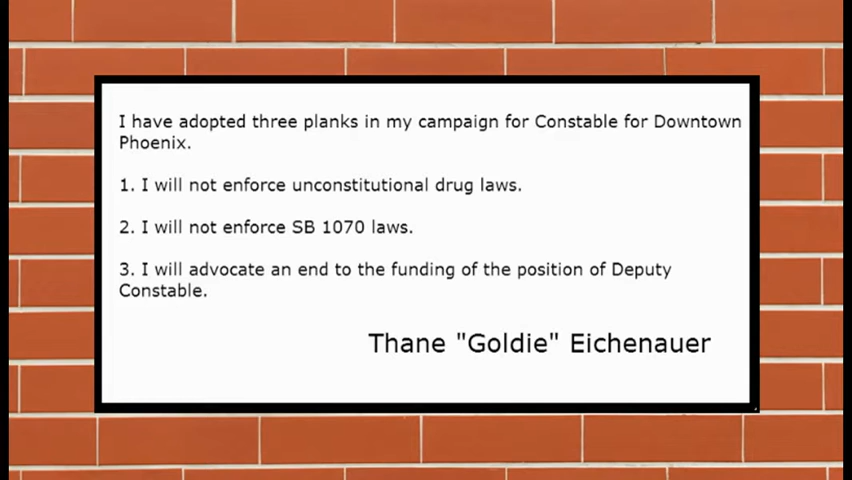 I have adopted three planks in my campaign for Constable for Downtown
Phoenix.
1. I will not enforce unconstitutional drug laws.
2. I will not enforce SB 1070 laws.
3. I will advocate an end to the funding of the position of Deputy
Constable.
Thane "Goldie" Eichenauer